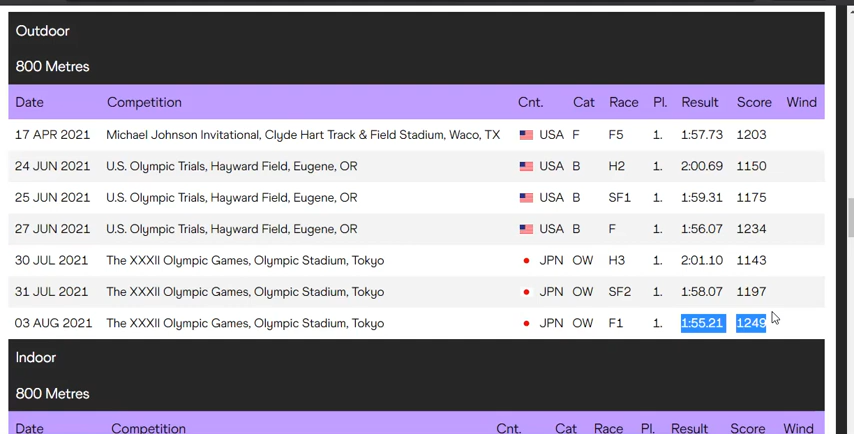 Outdoor
800 Metres
Date Competition Cnt. Cat Race Pl. Result Score Wind
17 APR 2021 Michael Johnson Invitational, Clyde Hart Track & Field Stadium, Waco, TX USA F F5 1. 1:57.73 1203
24 JUN 2021 U.S. Olympic Trials, Hayward Field, Eugene, OR USA B H2 1. 2:00.69 1150
25 JUN 2021 U.S. Olympic Trials, Hayward Field, Eugene, OR USA B SF1 1. 1:59.31 1175
27 JUN 2021 U.S. Olympic Trials, Hayward Field, Eugene, OR USA B F 1. 1:56.07 1234
30 JUL 2021 The XXXII Olympic Games, Olympic Stadium, Tokyo JPN OW H3 1. 2:01.10 1143
31 JUL 2021 The XXXII Olympic Games, Olympic Stadium, Tokyo JPN OW SF2 1. 1:58.07 1197
03 AUG 2021 The XXXII Olympic Games, Olympic Stadium, Tokyo JPN OW F1 1. 1:55.21 1249
Indoor
800 Metres
Date Competition Cnt. Cat Race Pl. Result Score Wind